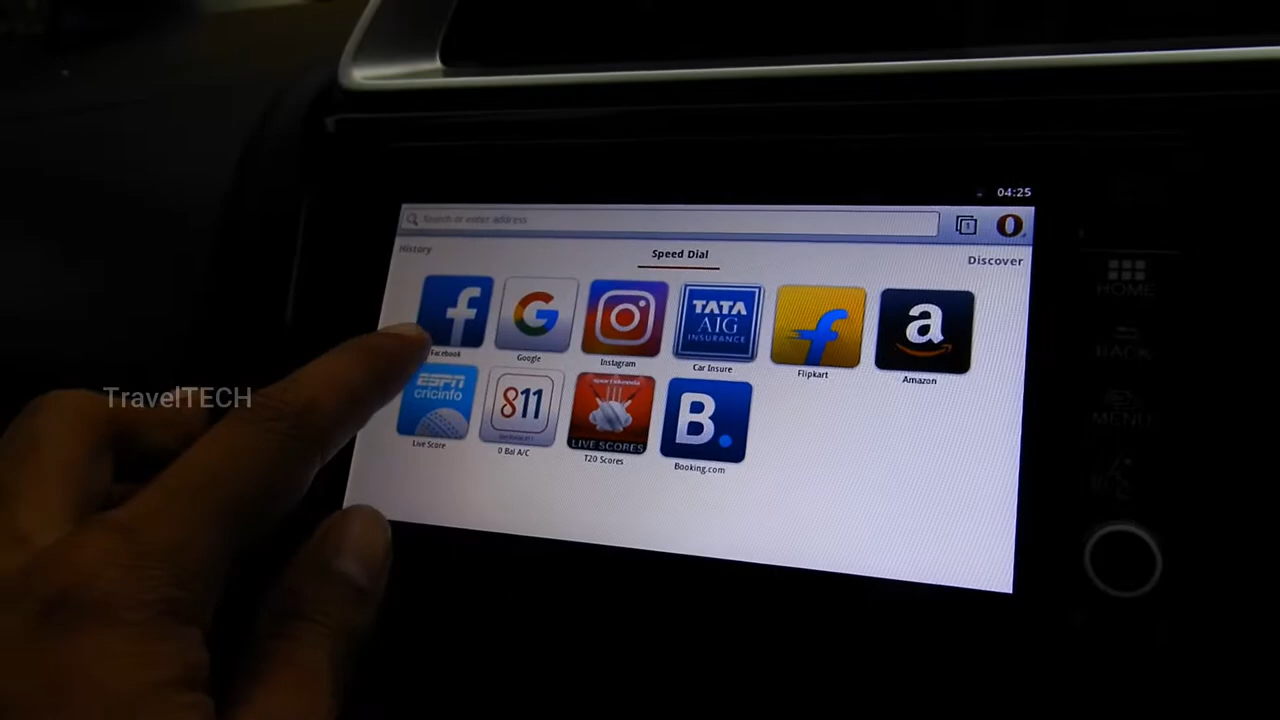 04:25
Search or enter address
1
History
Speed Dial
Discover
Facebook
Google
Instagram
TATA
AIG
INSURANCE
Car Insure
Flipkart
a
Amazon
ESPN
cricinfo
Live Score
811
0 Bal A/C
LIVE SCORES
T20 Scores
B.
Booking.com
HOME
BACK
MENU
TravelTECH